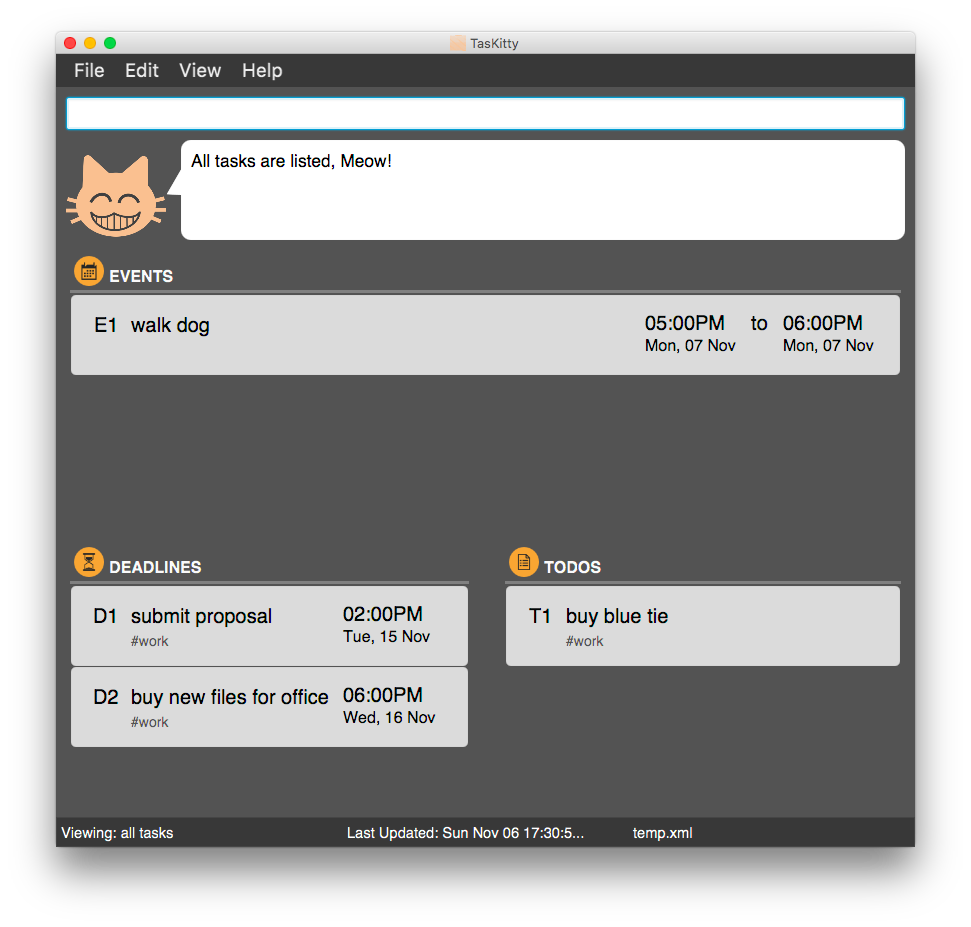 TasKitty
File Edit View Help
All tasks are listed, Meow!
EVENTS
E1 walk dog 05:00PM to 06:00PM
Mon, 07 Nov Mon, 07 Nov
DEADLINES
D1 submit proposal 02:00PM
#work Tue, 15 Nov
D2 buy new files for office 06:00PM
#work Wed, 16 Nov
TODOS
T1 buy blue tie
#work
Viewing: all tasks Last Updated: Sun Nov 06 17:30:5... temp.xml